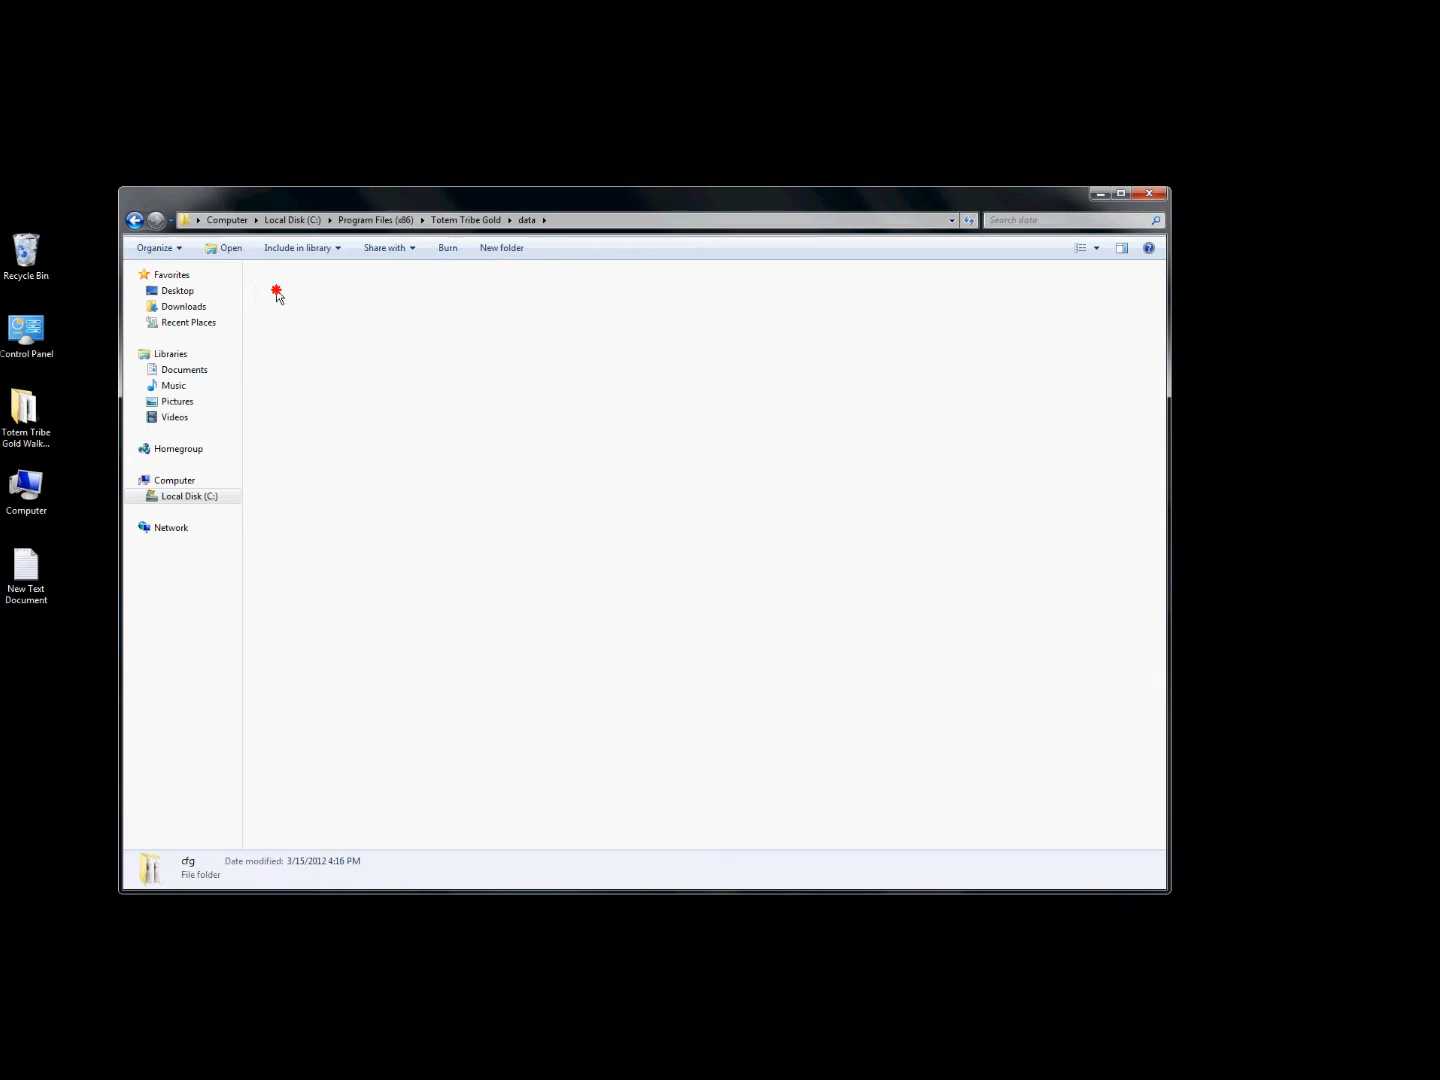 Computer
Local Disk (C:)
Program Files (x86)
Totem Tribe Gold
data
Search data
Organize
Open
Include in library
Share with
Burn
New folder
Favorites
Desktop
Downloads
Recent Places
Libraries
Documents
Music
Pictures
Videos
Homegroup
Computer
Local Disk (C:)
Network
cfg
Date modified: 3/15/2012 4:16 PM
File folder
Recycle Bin
Control Panel
Totem Tribe
Gold Walk...
Computer
New Text
Document